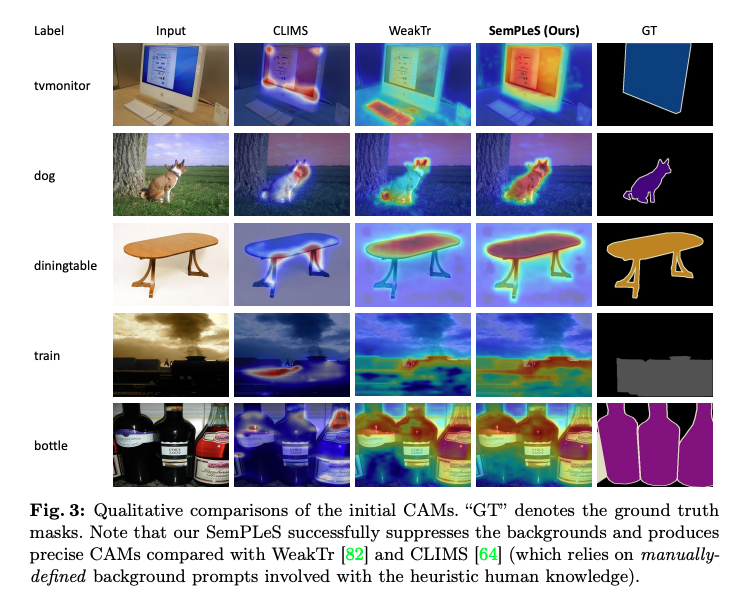 Label Input CLIMS WeakTr SemPLeS (Ours) GT
tvmonitor
dog
diningtable
train
bottle
Fig. 3: Qualitative comparisons of the initial CAMs. “GT” denotes the ground truth
masks. Note that our SemPLeS successfully suppresses the backgrounds and produces
precise CAMs compared with WeakTr [82] and CLIMS [64] (which relies on manually-
defined background prompts involved with the heuristic human knowledge).